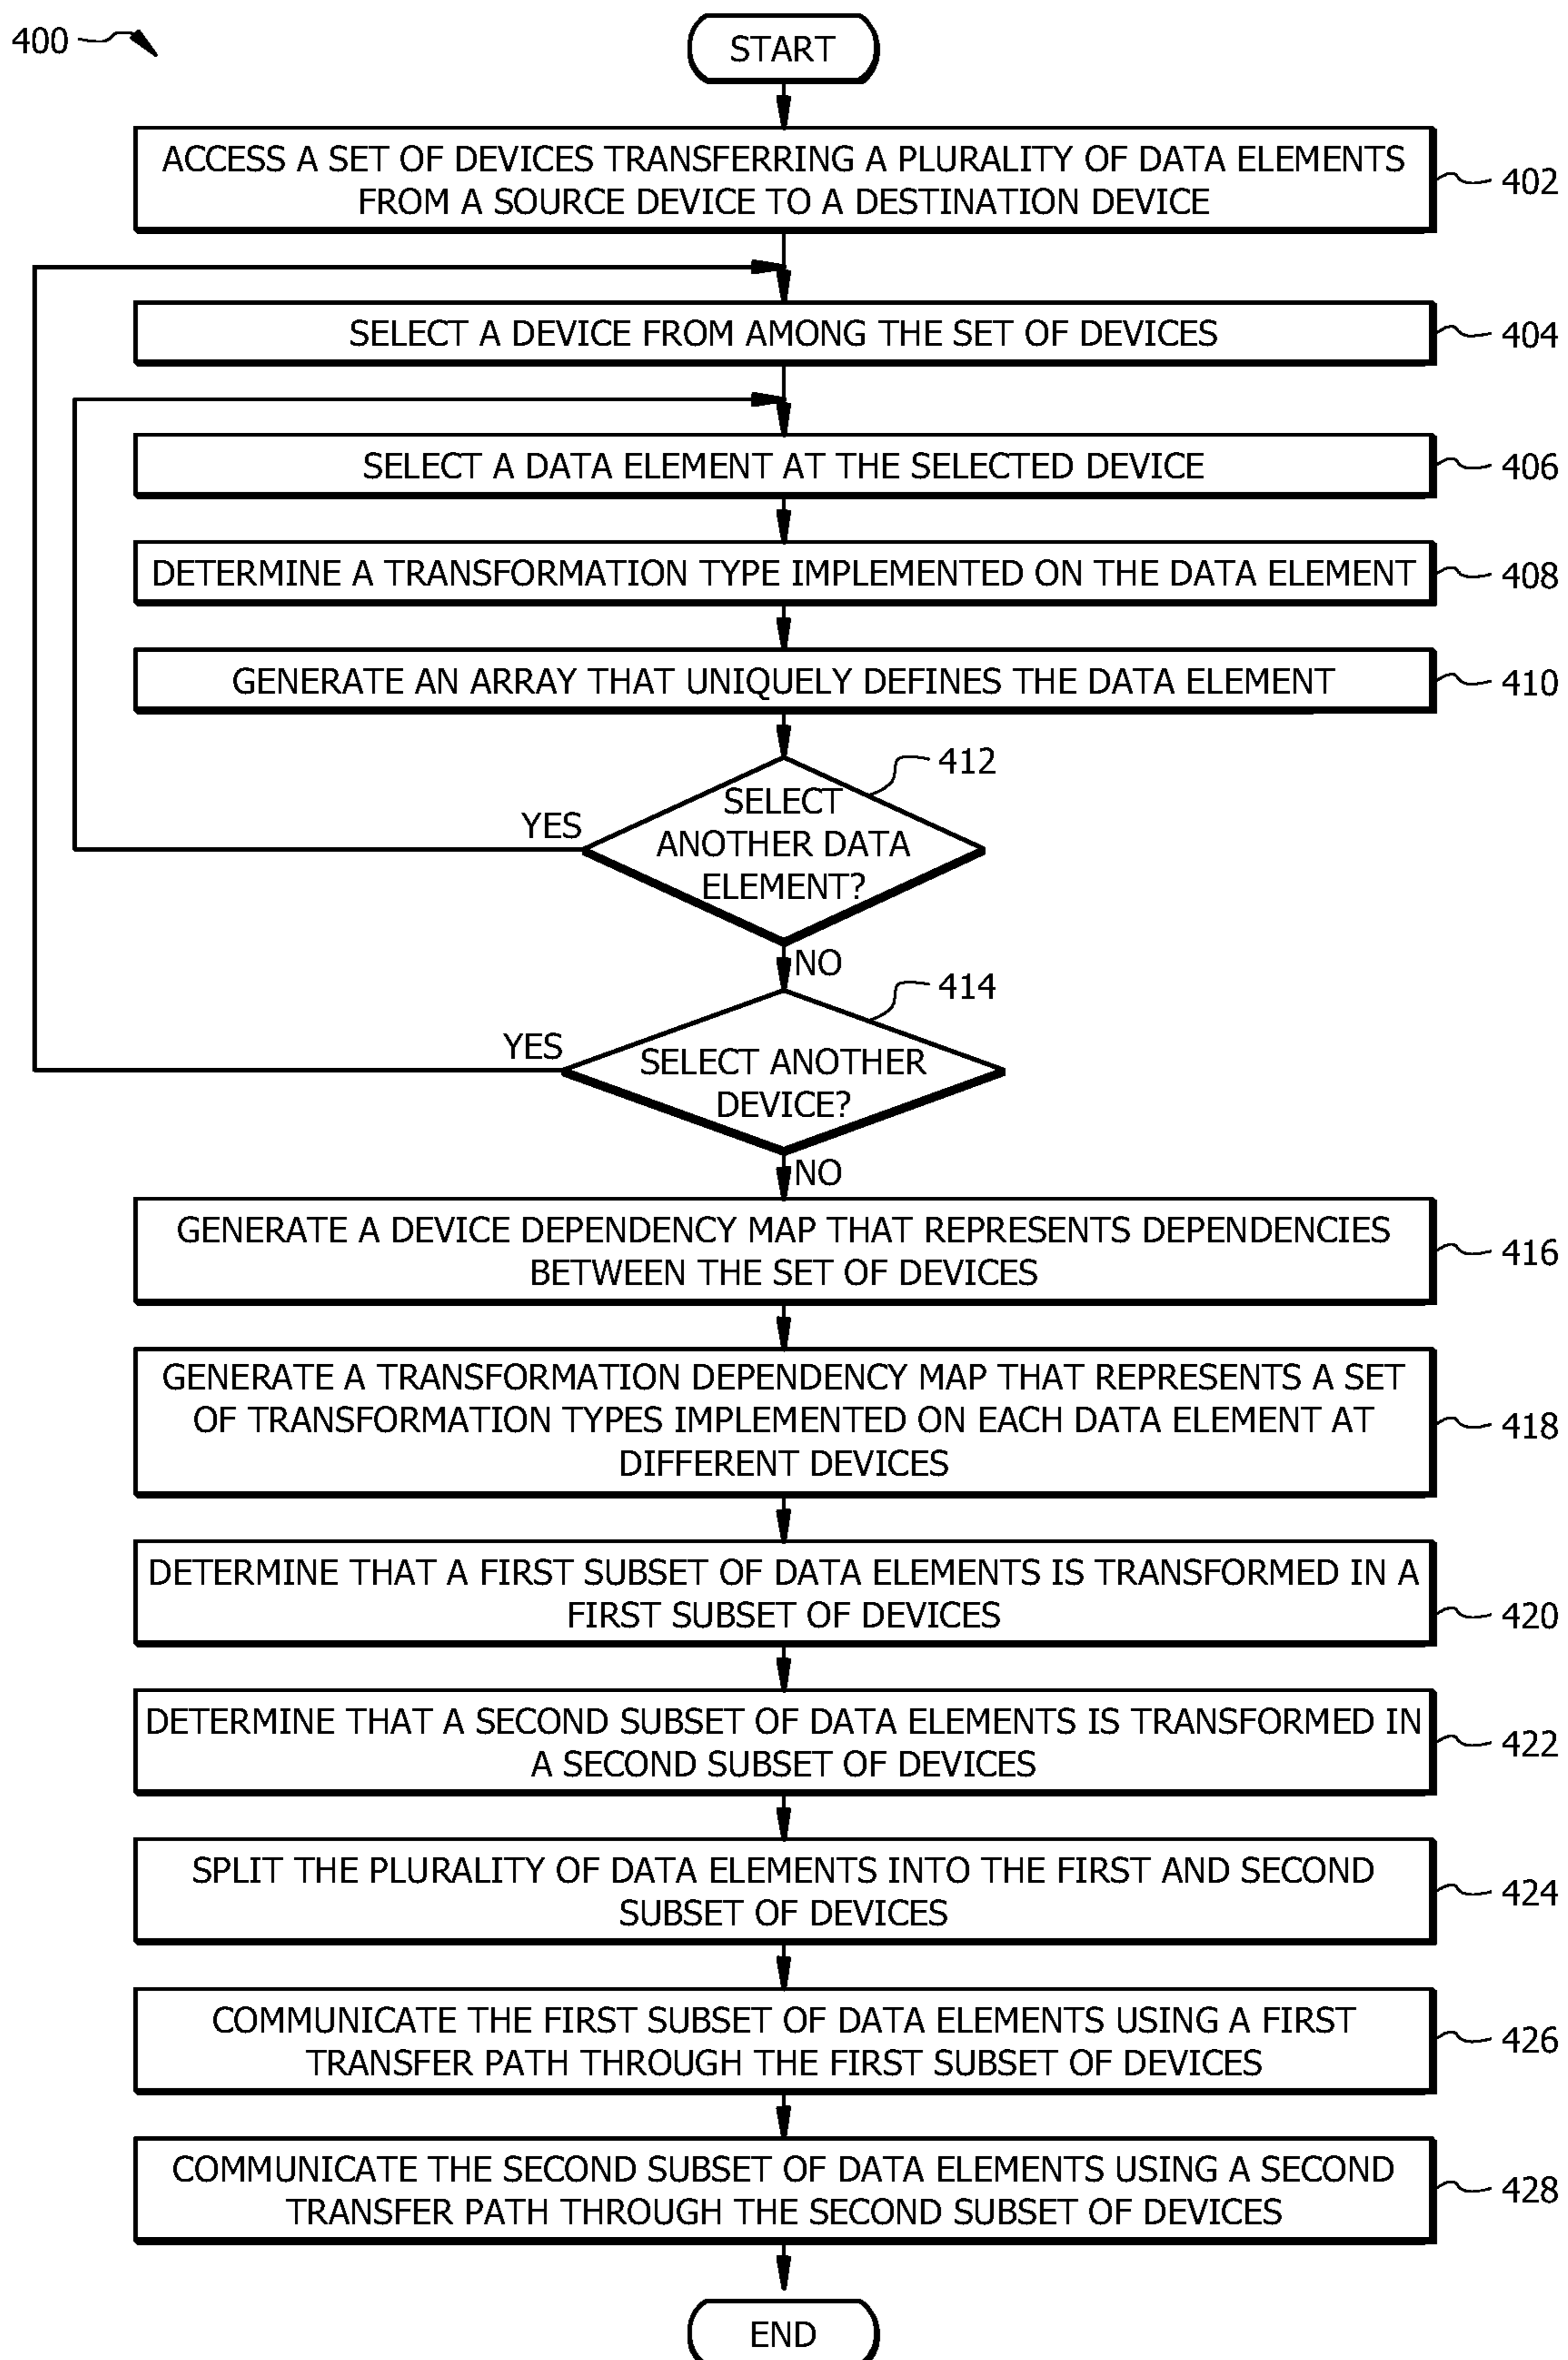 400
START
ACCESS A SET OF DEVICES TRANSFERRING A PLURALITY OF DATA ELEMENTS
FROM A SOURCE DEVICE TO A DESTINATION DEVICE
402
SELECT A DEVICE FROM AMONG THE SET OF DEVICES
404
SELECT A DATA ELEMENT AT THE SELECTED DEVICE
406
DETERMINE A TRANSFORMATION TYPE IMPLEMENTED ON THE DATA ELEMENT
408
GENERATE AN ARRAY THAT UNIQUELY DEFINES THE DATA ELEMENT
410
412
SELECT
ANOTHER DATA
ELEMENT?
YES
NO
414
SELECT ANOTHER
DEVICE?
YES
NO
GENERATE A DEVICE DEPENDENCY MAP THAT REPRESENTS DEPENDENCIES
BETWEEN THE SET OF DEVICES
416
GENERATE A TRANSFORMATION DEPENDENCY MAP THAT REPRESENTS A SET
OF TRANSFORMATION TYPES IMPLEMENTED ON EACH DATA ELEMENT AT
DIFFERENT DEVICES
418
DETERMINE THAT A FIRST SUBSET OF DATA ELEMENTS IS TRANSFORMED IN A
FIRST SUBSET OF DEVICES
420
DETERMINE THAT A SECOND SUBSET OF DATA ELEMENTS IS TRANSFORMED IN
A SECOND SUBSET OF DEVICES
422
SPLIT THE PLURALITY OF DATA ELEMENTS INTO THE FIRST AND SECOND
SUBSET OF DEVICES
424
COMMUNICATE THE FIRST SUBSET OF DATA ELEMENTS USING A FIRST
TRANSFER PATH THROUGH THE FIRST SUBSET OF DEVICES
426
COMMUNICATE THE SECOND SUBSET OF DATA ELEMENTS USING A SECOND
TRANSFER PATH THROUGH THE SECOND SUBSET OF DEVICES
428
END